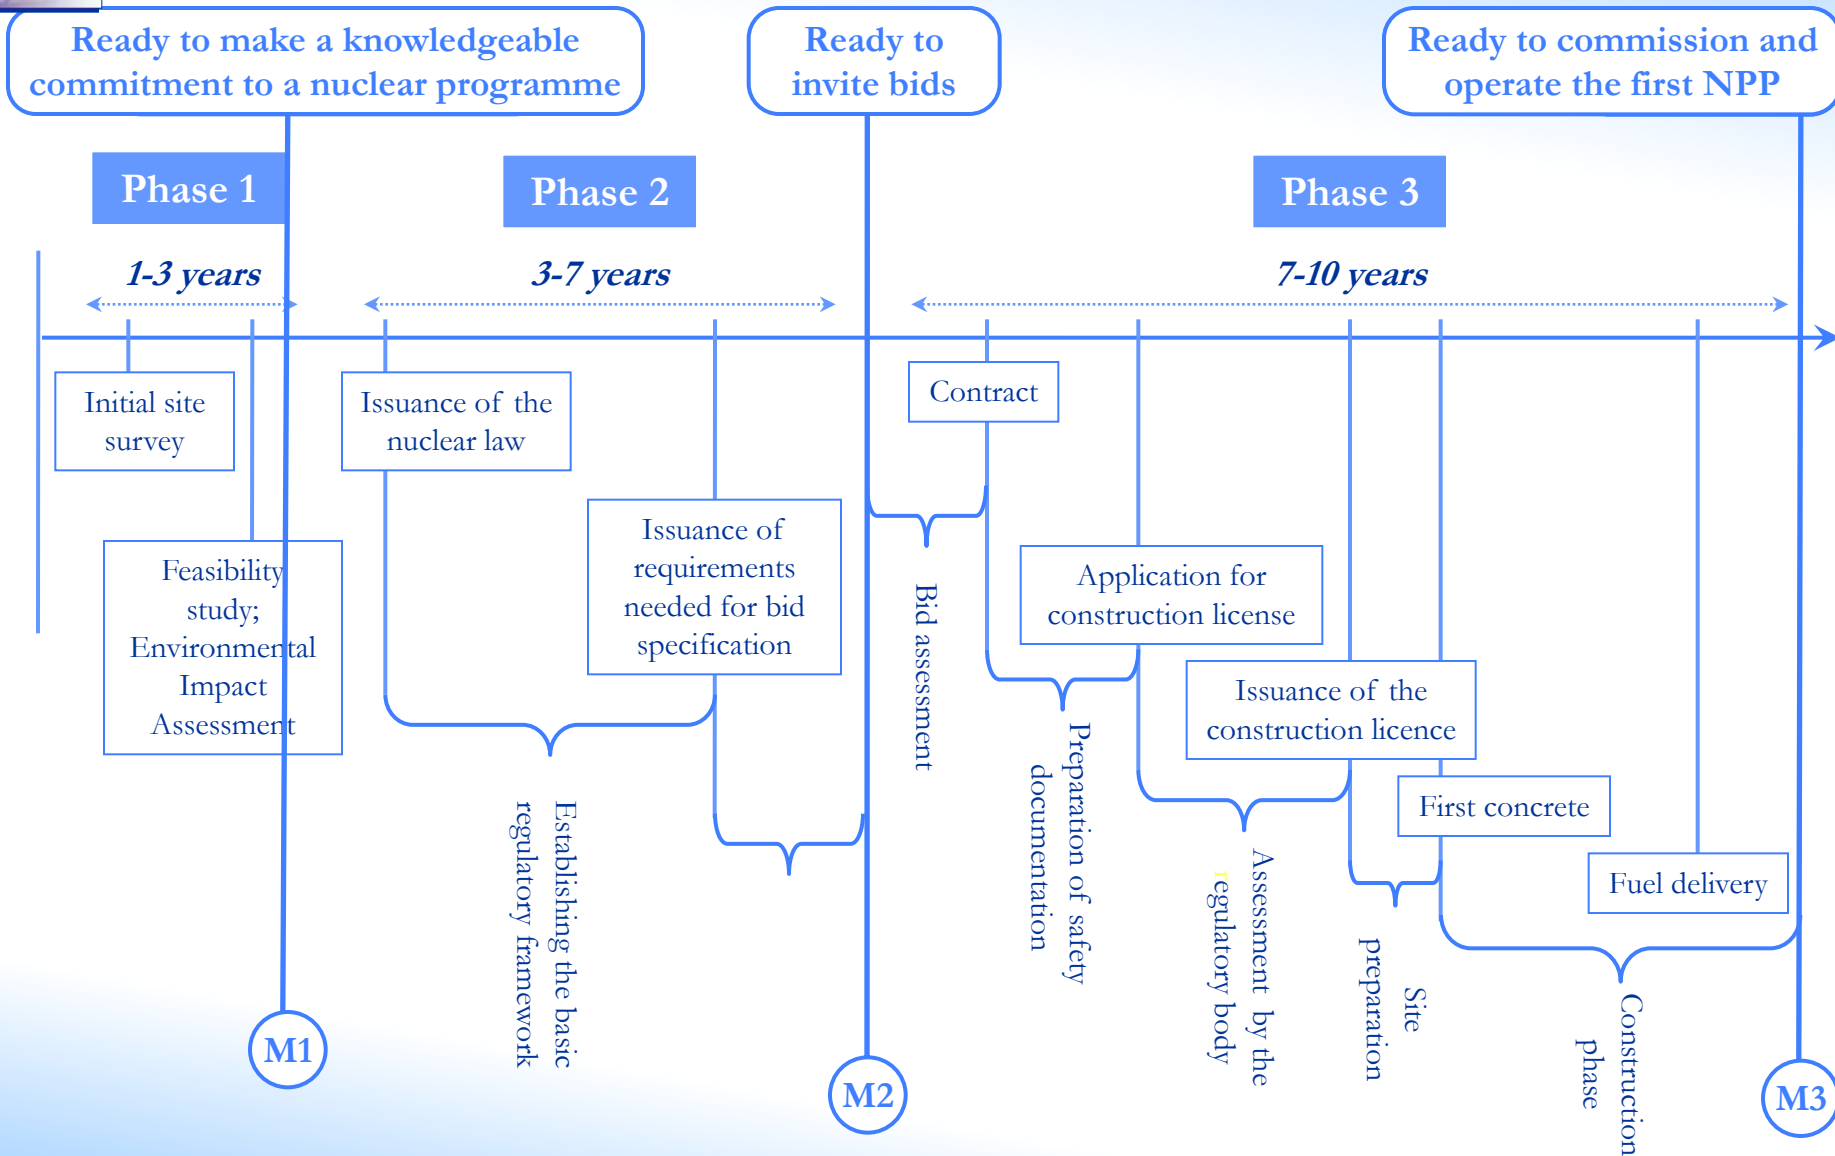 Ready to make a knowledgeable
commitment to a nuclear programme
Ready to
invite bids
Ready to commission and
operate the first NPP
Phase 1
Phase 2
Phase 3
1-3 years
3-7 years
7-10 years
Initial site
survey
Issuance of the
nuclear law
Contract
Feasibility
study;
Environmental
Impact
Assessment
Issuance of
requirements
needed for bid
specification
Application for
construction license
Issuance of the
construction licence
First concrete
Fuel delivery
Establishing the basic
regulatory framework
Bid assessment
Preparation of safety
documentation
Assessment by the
regulatory body
Site
preparation
Construction
phase
M1
M2
M3